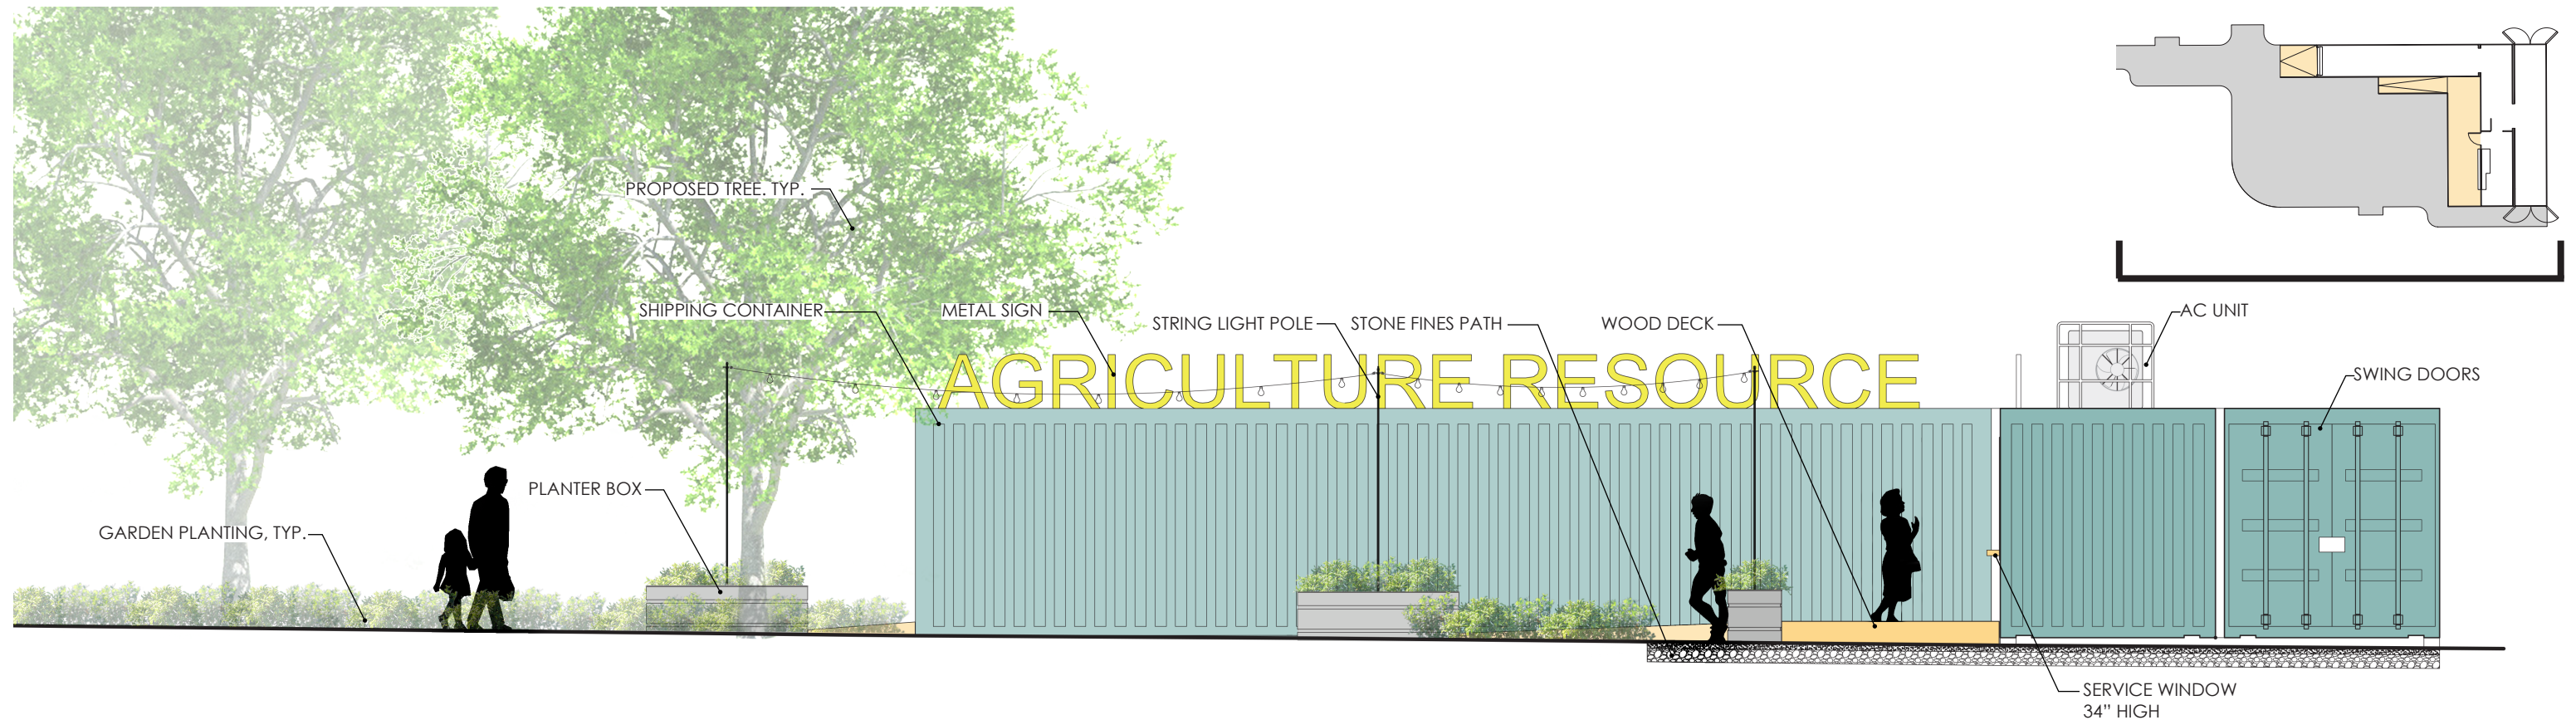 PROPOSED TREE. TYP.
SHIPPING CONTAINER
METAL SIGN
STRING LIGHT POLE
STONE FINES PATH
WOOD DECK
AC UNIT
SWING DOORS
AGRICULTURE RESOURCE
PLANTER BOX
GARDEN PLANTING, TYP.
SERVICE WINDOW
34” HIGH